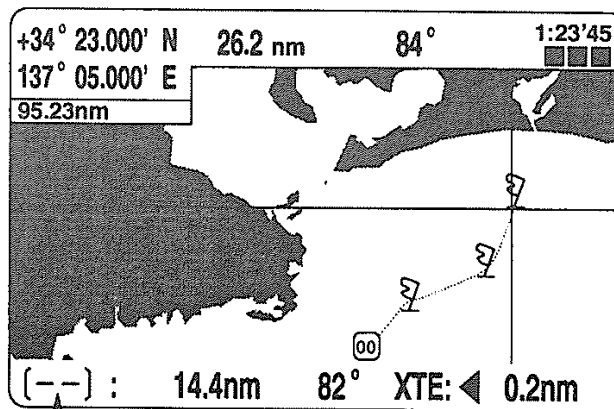 +34° 23.000' N 26.2 nm 84° 1:23'45
137° 05.000' E
95.23nm
00
(--) : 14.4nm 82° XTE: ◀ 0.2nm